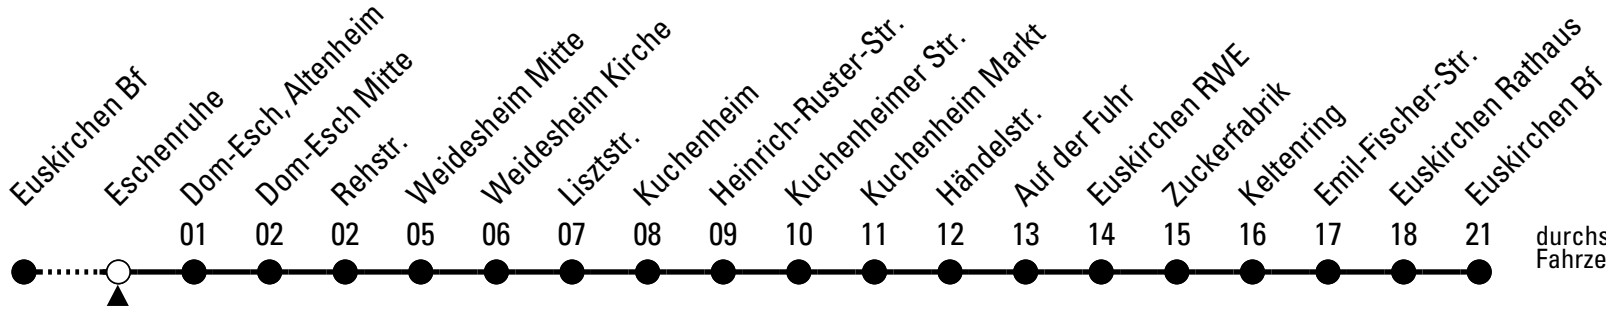 Euskirchen Bf
Eschenruhe
Dom-Esch, Altenheim
Dom-Esch Mitte
Rehstr.
Weidesheim Mitte
Weidesheim Kirche
Lisztstr.
Kuchenheim
Heinrich-Ruster-Str.
Kuchenheimer Str.
Kuchenheim Markt
Händelstr.
Auf der Fuhr
Euskirchen RWE
Zuckerfabrik
Keltenring
Emil-Fischer-Str.
Euskirchen Rathaus
Euskirchen Bf
01 02 02 05 06 07 08 09 10 11 12 13 14 15 16 17 18 21
durchs
Fahrze